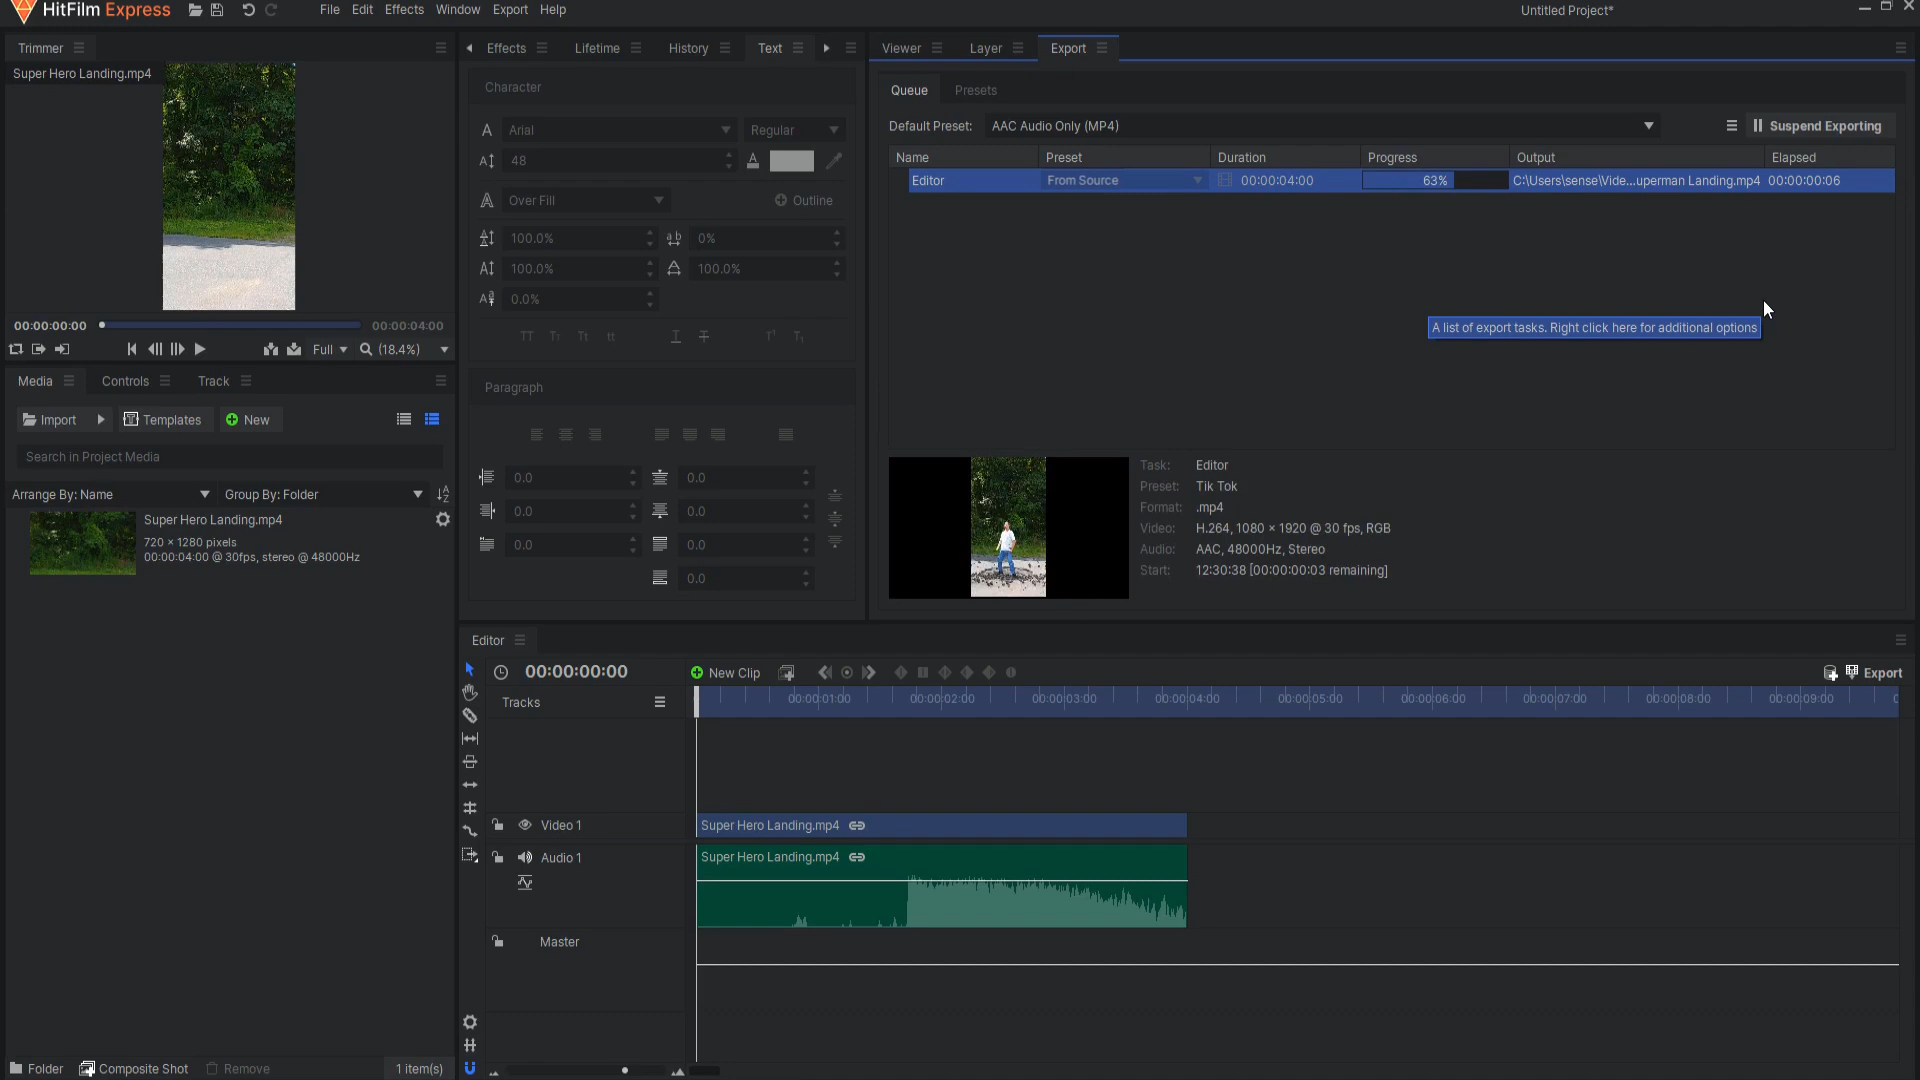 HitFilm Express
File Edit Effects Window Export Help
Untitled Project*
Trimmer
Effects Lifetime History Text
Viewer Layer Export
Super Hero Landing.mp4
Character
Queue Presets
Arial Regular
Default Preset: AAC Audio Only (MP4) Suspend Exporting
Name Preset Duration Progress Output Elapsed
48
Editor From Source 00:00:04:00 63% C:\Users\sense\Vide...uperman Landing.mp4 00:00:00:06
Over Fill Outline
100.0% 0%
100.0% 100.0%
0.0%
00:00:00:00 00:00:04:00
A list of export tasks. Right click here for additional options
Full (18.4%)
Media Controls Track
Paragraph
Import Templates New
Search in Project Media
Task: Editor
0.0 0.0
Preset: Tik Tok
Arrange By: Name Group By: Folder
Format: .mp4
0.0 0.0
Super Hero Landing.mp4
Video: H.264, 1080 × 1920 @ 30 fps, RGB
720 × 1280 pixels
0.0 0.0
Audio: AAC, 48000Hz, Stereo
00:00:04:00 @ 30fps, stereo @ 48000Hz
Start: 12:30:38 [00:00:00:03 remaining]
0.0
Editor
00:00:00:00 New Clip Export
Tracks
00:00:01:00 00:00:02:00 00:00:03:00 00:00:04:00 00:00:05:00 00:00:06:00 00:00:07:00 00:00:08:00 00:00:09:00
Video 1 Super Hero Landing.mp4
Audio 1 Super Hero Landing.mp4
Master
Folder Composite Shot Remove 1 item(s)